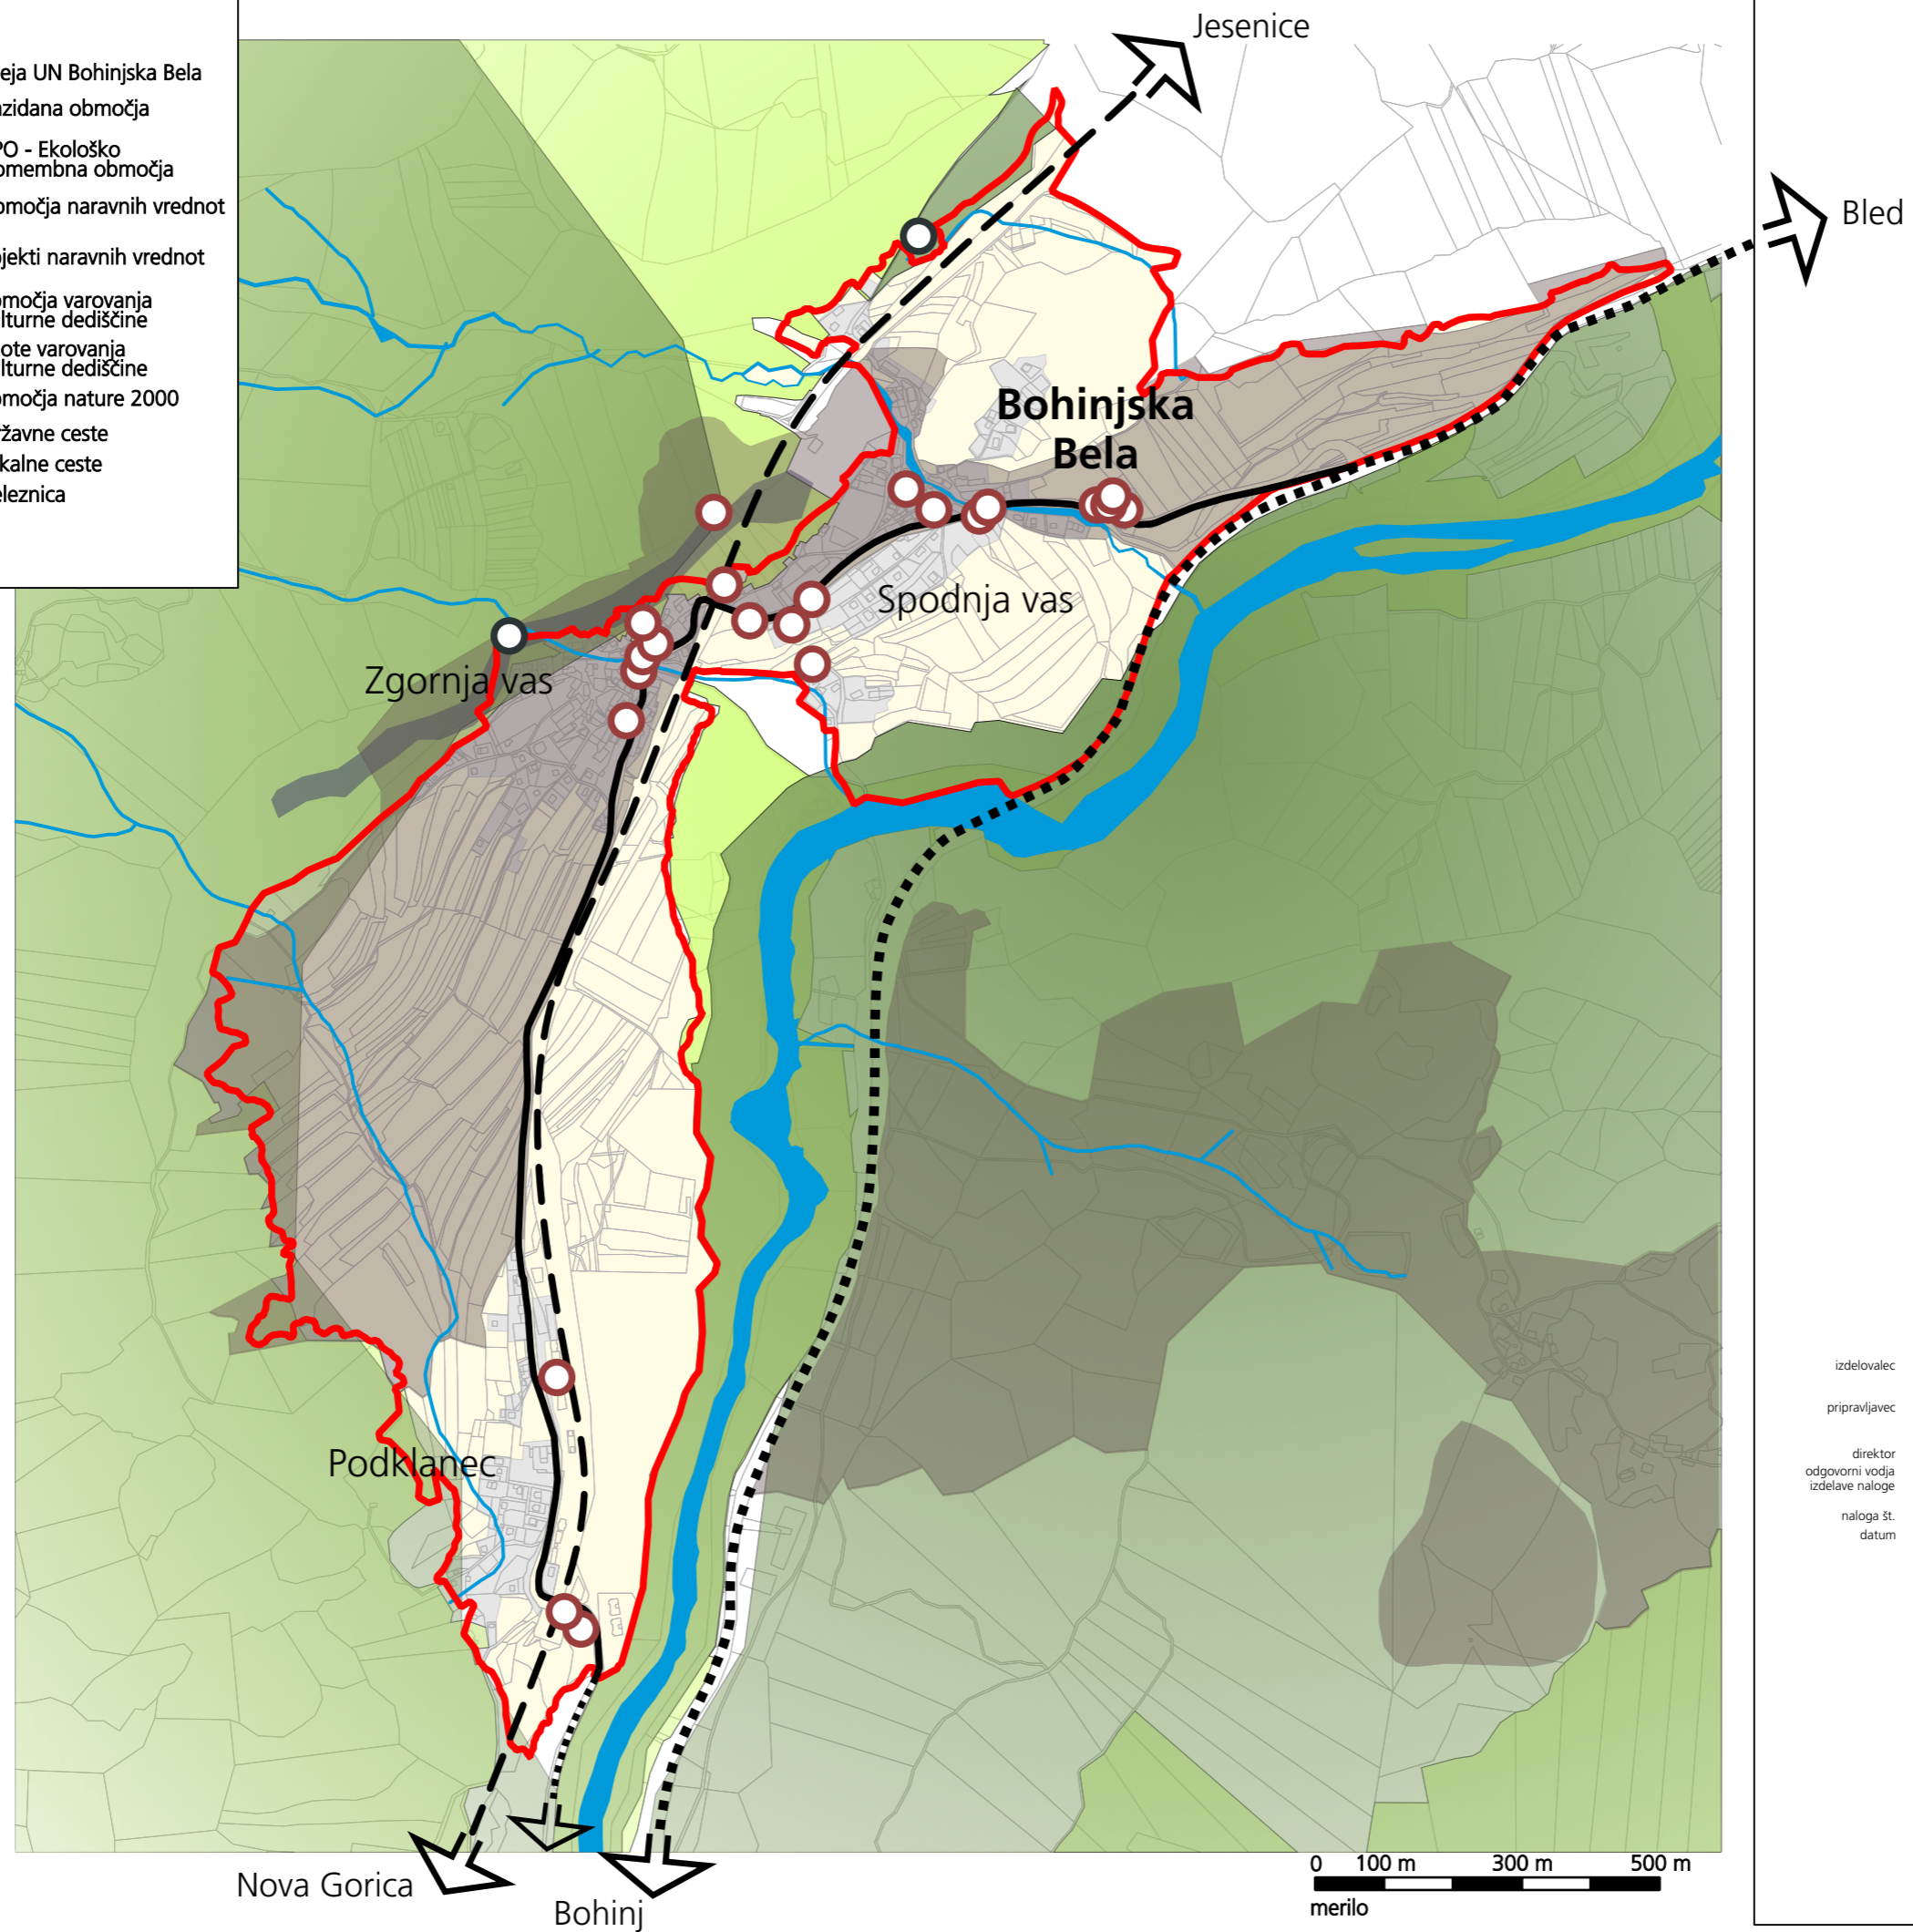 eja UN Bohinjska Bela
zidana območja
PO - Ekološko
omembna območja
omočja naravnih vrednot
jekti naravnih vrednot
močja varovanja
lturne dediščine
ote varovanja
lturne dediščine
močja nature 2000
žavne ceste
kalne ceste
eleznica
Jesenice
Bled
Bohinjska
Bela
Spodnja vas
Zgornja vas
Podklanec
izdelovalec
pripravljavec
direktor
odgovorni vodja
izdelave naloge
naloga št.
datum
Nova Gorica
Bohinj
0 100 m 300 m 500 m
merilo